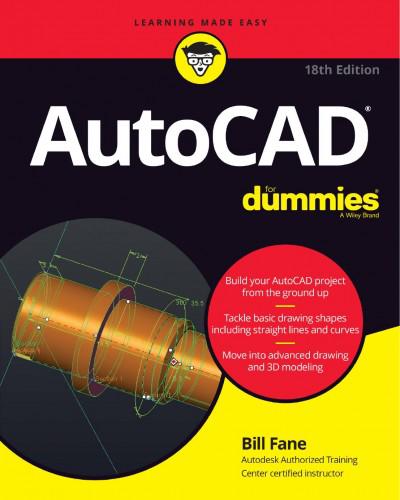 LEARNING MADE EASY
18th Edition
AutoCAD®
for
dummies®
A Wiley Brand
Build your AutoCAD project
from the ground up
Tackle basic drawing shapes
including straight lines and curves
Move into advanced drawing
and 3D modeling
35.5
Bill Fane
Autodesk Authorized Training
Center certified instructor